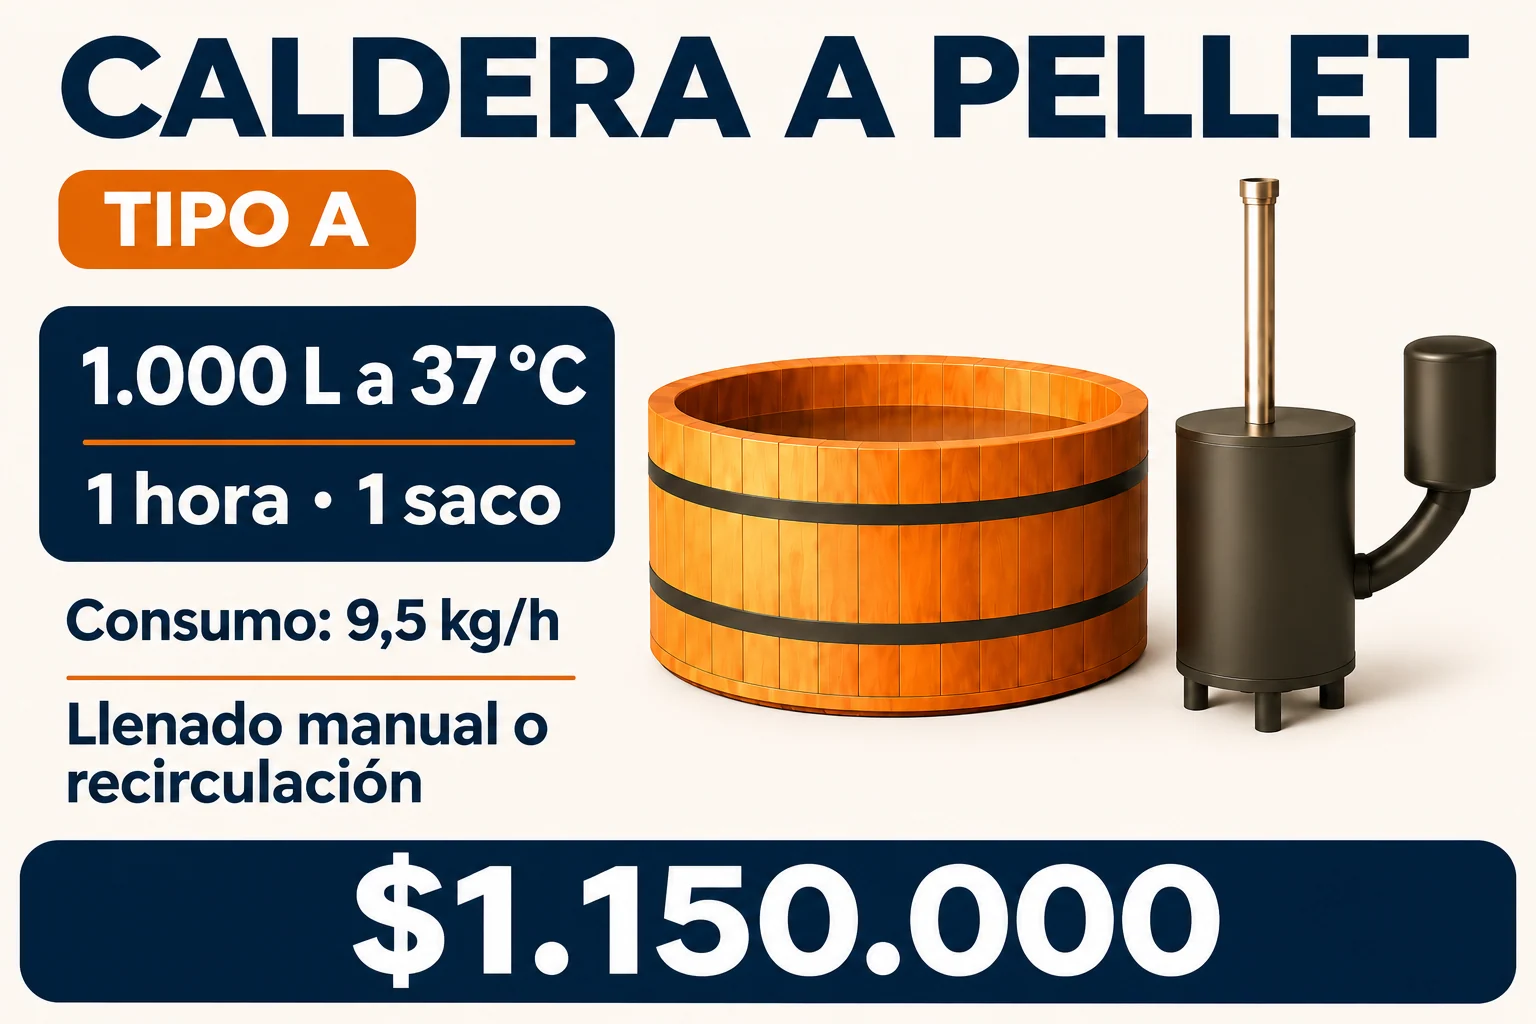 CALDERA A PELLET
TIPO A
1.000 L a 37 °C
1 hora • 1 saco
Consumo: 9,5 kg/h
Llenado manual o
recirculación
$1.150.000